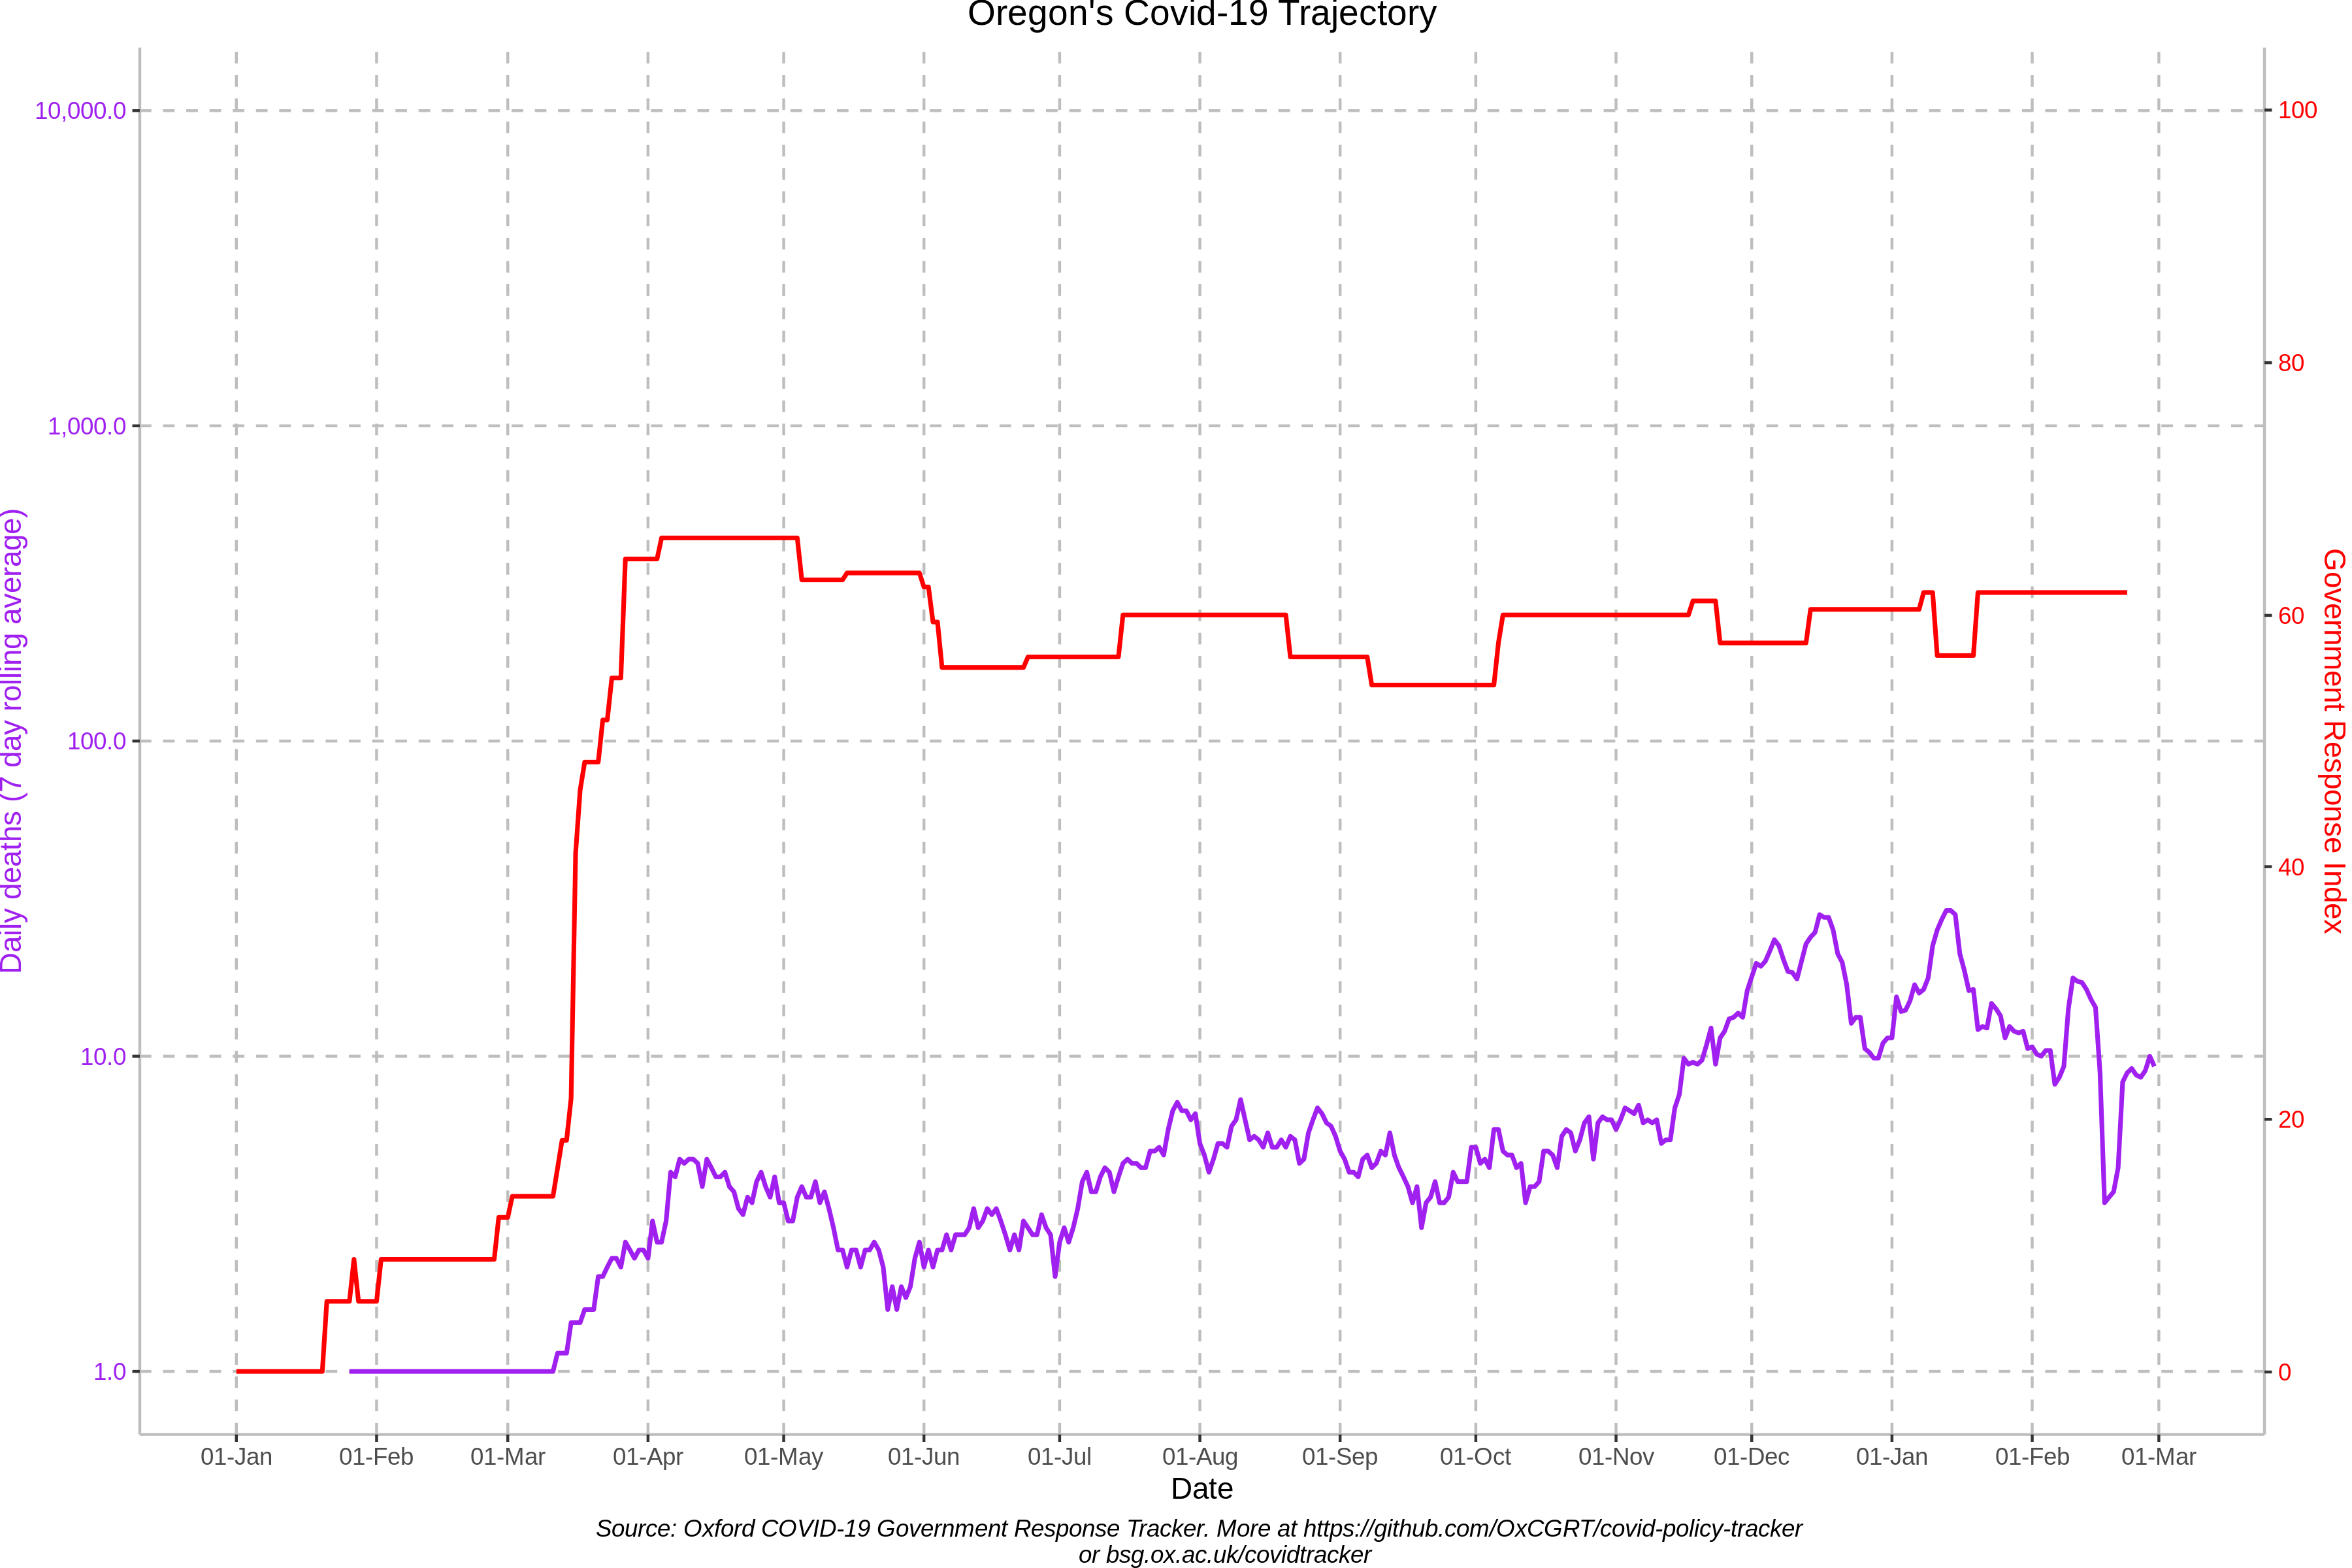 Oregon's Covid-19 Trajectory
10,000.0
1,000.0
100.0
10.0
1.0
Daily deaths (7 day rolling average)
100
80
60
40
20
0
Government Response Index
01-Jan
01-Feb
01-Mar
01-Apr
01-May
01-Jun
01-Jul
01-Aug
01-Sep
01-Oct
01-Nov
01-Dec
01-Jan
01-Feb
01-Mar
Date
Source: Oxford COVID-19 Government Response Tracker. More at https://github.com/OxCGRT/covid-policy-tracker
or bsg.ox.ac.uk/covidtracker